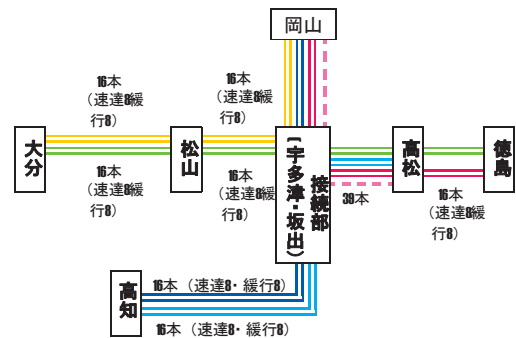 岡山
16本
（速達8緩
行8）
16本
（速達8緩
行8）
大分
松山
接続部
（宇多津・坂出）
高松
徳島
16本
（速達8緩
行8）
16本
（速達8緩
行8）
39本
16本
（速達8緩
行8）
高知
16本（速達8・緩行8）
16本（速達8・緩行8）